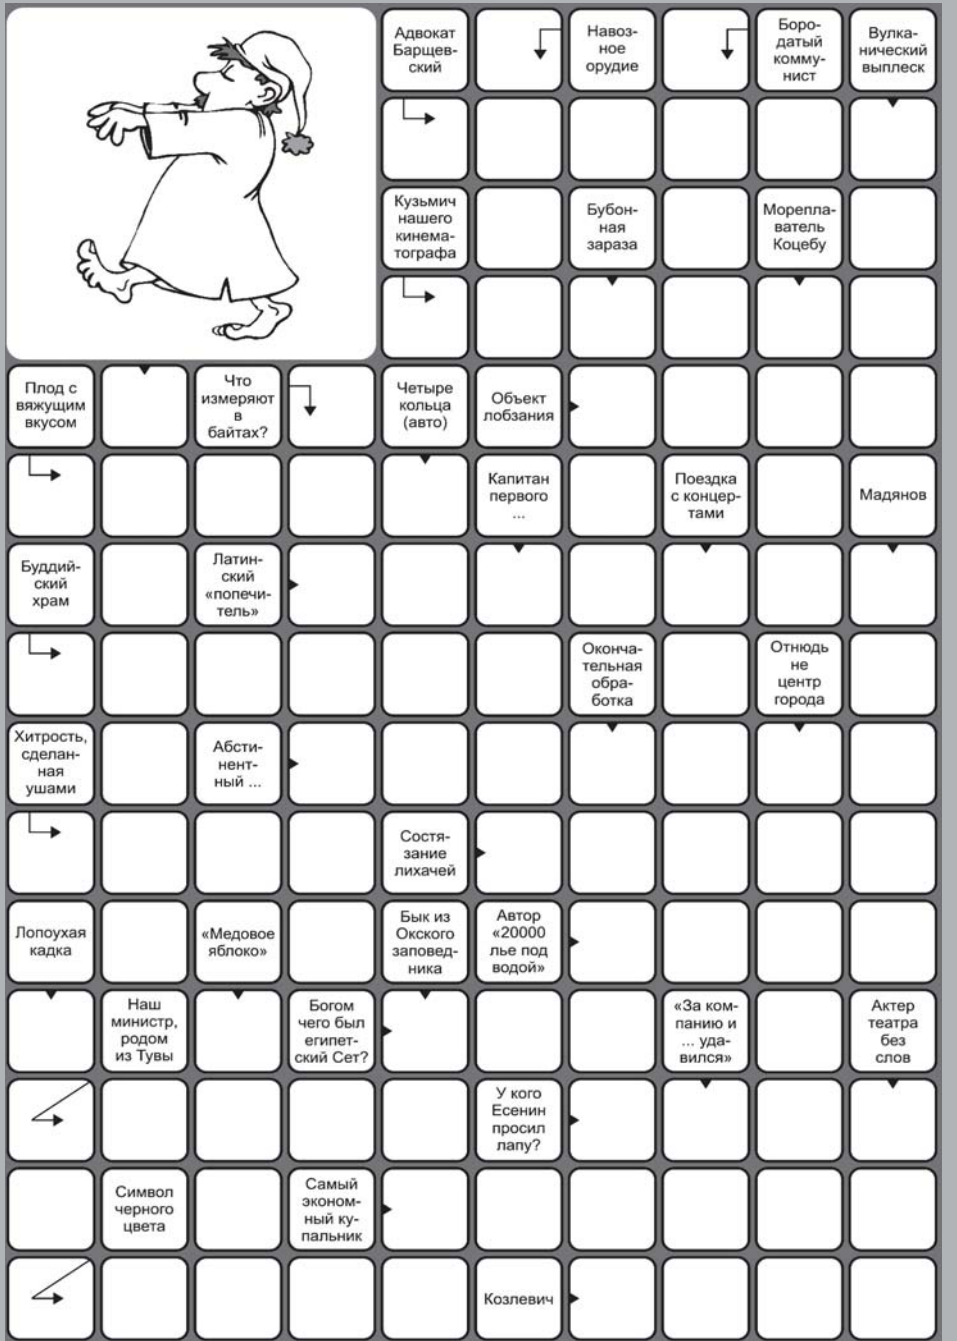 Адвокат
Барщев-
ский
Навоз-
ное
орудие
Боро-
датый
комму-
нист
Вулка-
нический
выплеск
Кузьмич
нашего
кинема-
тографа
Бубон-
ная
зараза
Морепла-
ватель
Коцебу
Плод с
вяжущим
вкусом
Что
измеряют
в
байтах?
Четыре
кольца
(авто)
Объект
лобзания
Капитан
первого
...
Поездка
с концер-
тами
Мадянов
Буддий-
ский
храм
Латин-
ский
«попечи-
тель»
Оконча-
тельная
обра-
ботка
Отнюдь
не
центр
города
Хитрость,
сделан-
ная
ушами
Абсти-
нент-
ный ...
Состя-
зание
лихачей
Лопоухая
кадка
«Медовое
яблоко»
Бык из
Окского
заповед-
ника
Автор
«20000
лье под
водой»
Наш
министр,
родом
из Тувы
Богом
чего был
египет-
ский Сет?
«За ком-
панию и
... уда-
вился»
Актер
театра
без
слов
У кого
Есенин
просил
лапу?
Символ
черного
цвета
Самый
эконом-
ный ку-
пальник
Козлевич